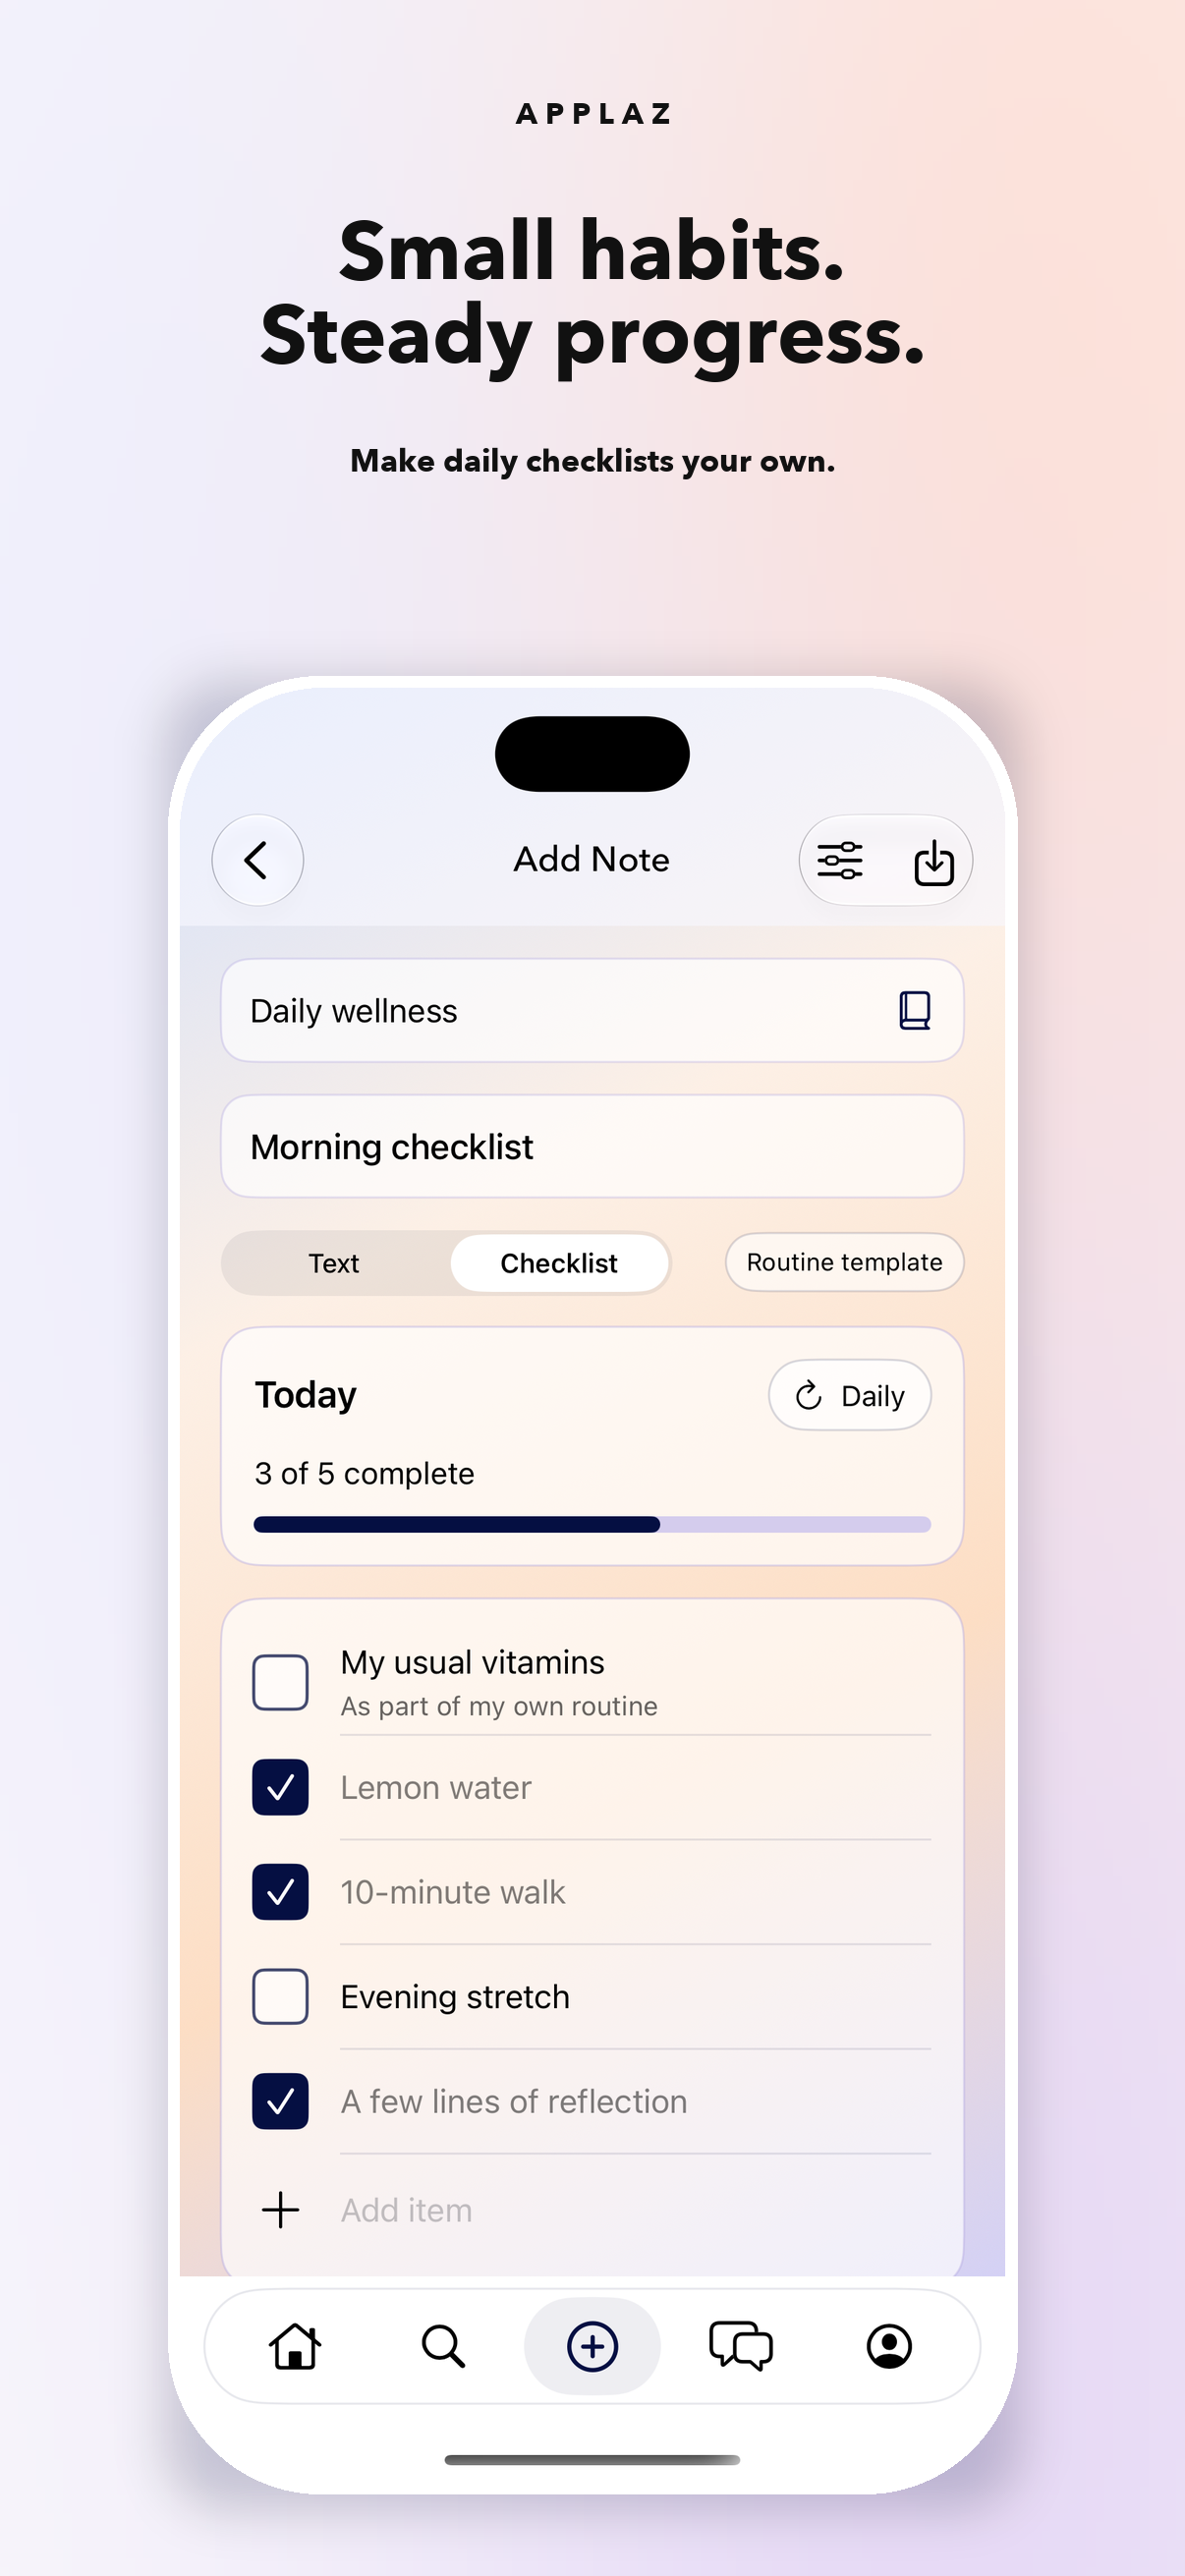 APPLAZ
Small habits.
Steady progress.
Make daily checklists your own.
Add Note
Daily wellness
Morning checklist
Text Checklist Routine template
Today Daily
3 of 5 complete
My usual vitamins
As part of my own routine
Lemon water
10-minute walk
Evening stretch
A few lines of reflection
Add item